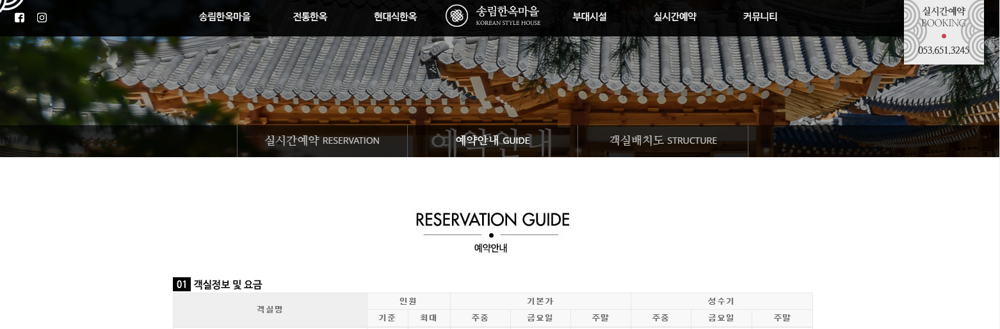 송림한옥마을 전통한옥 현대식한옥 송림한옥마을 부대시설 실시간예약 커뮤니티
KOREAN STYLE HOUSE
실시간예약
BOOKING
053.651.3245
예약안내
실시간예약 RESERVATION 예약안내 GUIDE 객실배치도 STRUCTURE
RESERVATION GUIDE
예약안내
01 객실정보 및 요금
객실명 인원 기본가 성수기
기준 최대 주중 금요일 주말 주중 금요일 주말